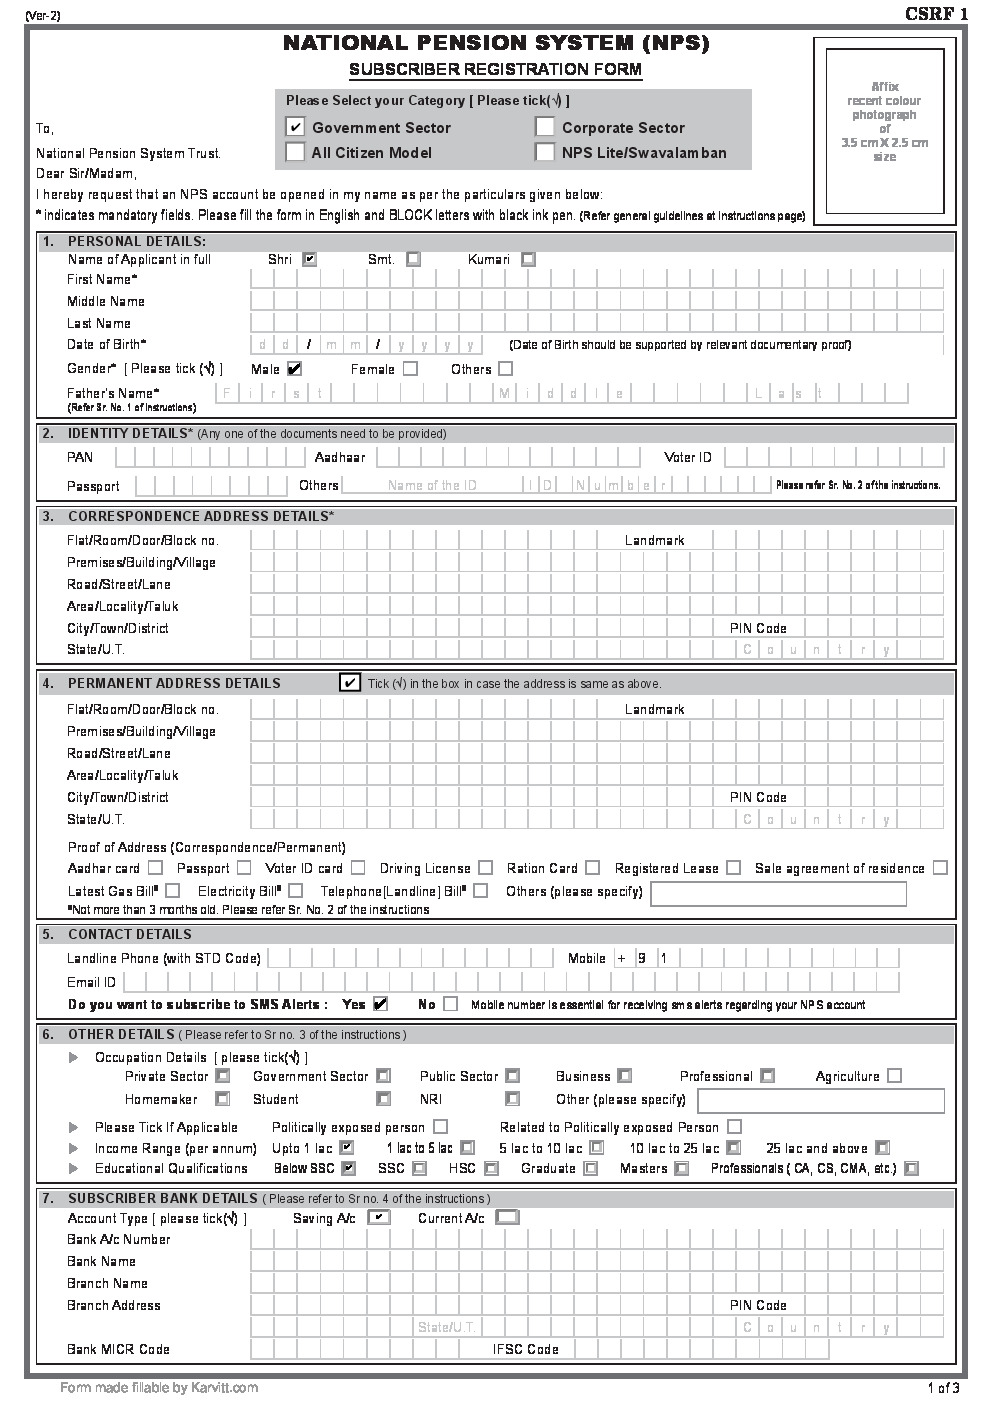 (Ver-2)
CSRF 1
NATIONAL PENSION SYSTEM (NPS)
SUBSCRIBER REGISTRATION FORM
Affix
recent colour
photograph
of
3.5 cm X 2.5 cm
size
Please Select your Category [ Please tick(√) ]
✔ Government Sector Corporate Sector
All Citizen Model NPS Lite/Swavalamban
To,
National Pension System Trust.
Dear Sir/Madam,
I hereby request that an NPS account be opened in my name as per the particulars given below:
* indicates mandatory fields. Please fill the form in English and BLOCK letters with black ink pen. (Refer general guidelines at instructions page)
1. PERSONAL DETAILS:
Name of Applicant in full Shri ✔ Smt. Kumari
First Name*
Middle Name
Last Name
Date of Birth* d d / m m / y y y y (Date of Birth should be supported by relevant documentary proof)
Gender* [ Please tick (√) ] Male ✔ Female Others
Father's Name* First Middle Last
(Refer Sr. No. 1 of instructions)
2. IDENTITY DETAILS* (Any one of the documents need to be provided)
PAN Aadhaar Voter ID
Passport Others Name of the ID ID Number Please refer Sr. No. 2 of the instructions.
3. CORRESPONDENCE ADDRESS DETAILS*
Flat/Room/Door/Block no. Landmark
Premises/Building/Village
Road/Street/Lane
Area/Locality/Taluk
City/Town/District PIN Code
State/U.T. Country
4. PERMANENT ADDRESS DETAILS ✔ Tick (√) in the box in case the address is same as above.
Flat/Room/Door/Block no. Landmark
Premises/Building/Village
Road/Street/Lane
Area/Locality/Taluk
City/Town/District PIN Code
State/U.T. Country
Proof of Address (Correspondence/Permanent)
Aadhar card Passport Voter ID card Driving License Ration Card Registered Lease Sale agreement of residence
Latest Gas Bill# Electricity Bill# Telephone[Landline] Bill# Others (please specify)
#Not more than 3 months old. Please refer Sr. No. 2 of the instructions
5. CONTACT DETAILS
Landline Phone (with STD Code) Mobile + 9 1
Email ID
Do you want to subscribe to SMS Alerts : Yes ✔ No Mobile number is essential for receiving sms alerts regarding your NPS account
6. OTHER DETAILS ( Please refer to Sr no. 3 of the instructions )
Occupation Details [ please tick(√) ]
Private Sector Government Sector Public Sector Business Professional Agriculture
Homemaker Student NRI Other (please specify)
Please Tick If Applicable Politically exposed person Related to Politically exposed Person
Income Range (per annum) Upto 1 lac ✔ 1 lac to 5 lac 5 lac to 10 lac 10 lac to 25 lac 25 lac and above
Educational Qualifications Below SSC ✔ SSC HSC Graduate Masters Professionals ( CA, CS, CMA, etc.)
7. SUBSCRIBER BANK DETAILS ( Please refer to Sr no. 4 of the instructions )
Account Type [ please tick(√) ] Saving A/c ✔ Current A/c
Bank A/c Number
Bank Name
Branch Name
Branch Address PIN Code
State/U.T. Country
Bank MICR Code IFSC Code
Form made fillable by Karvitt.com
1 of 3